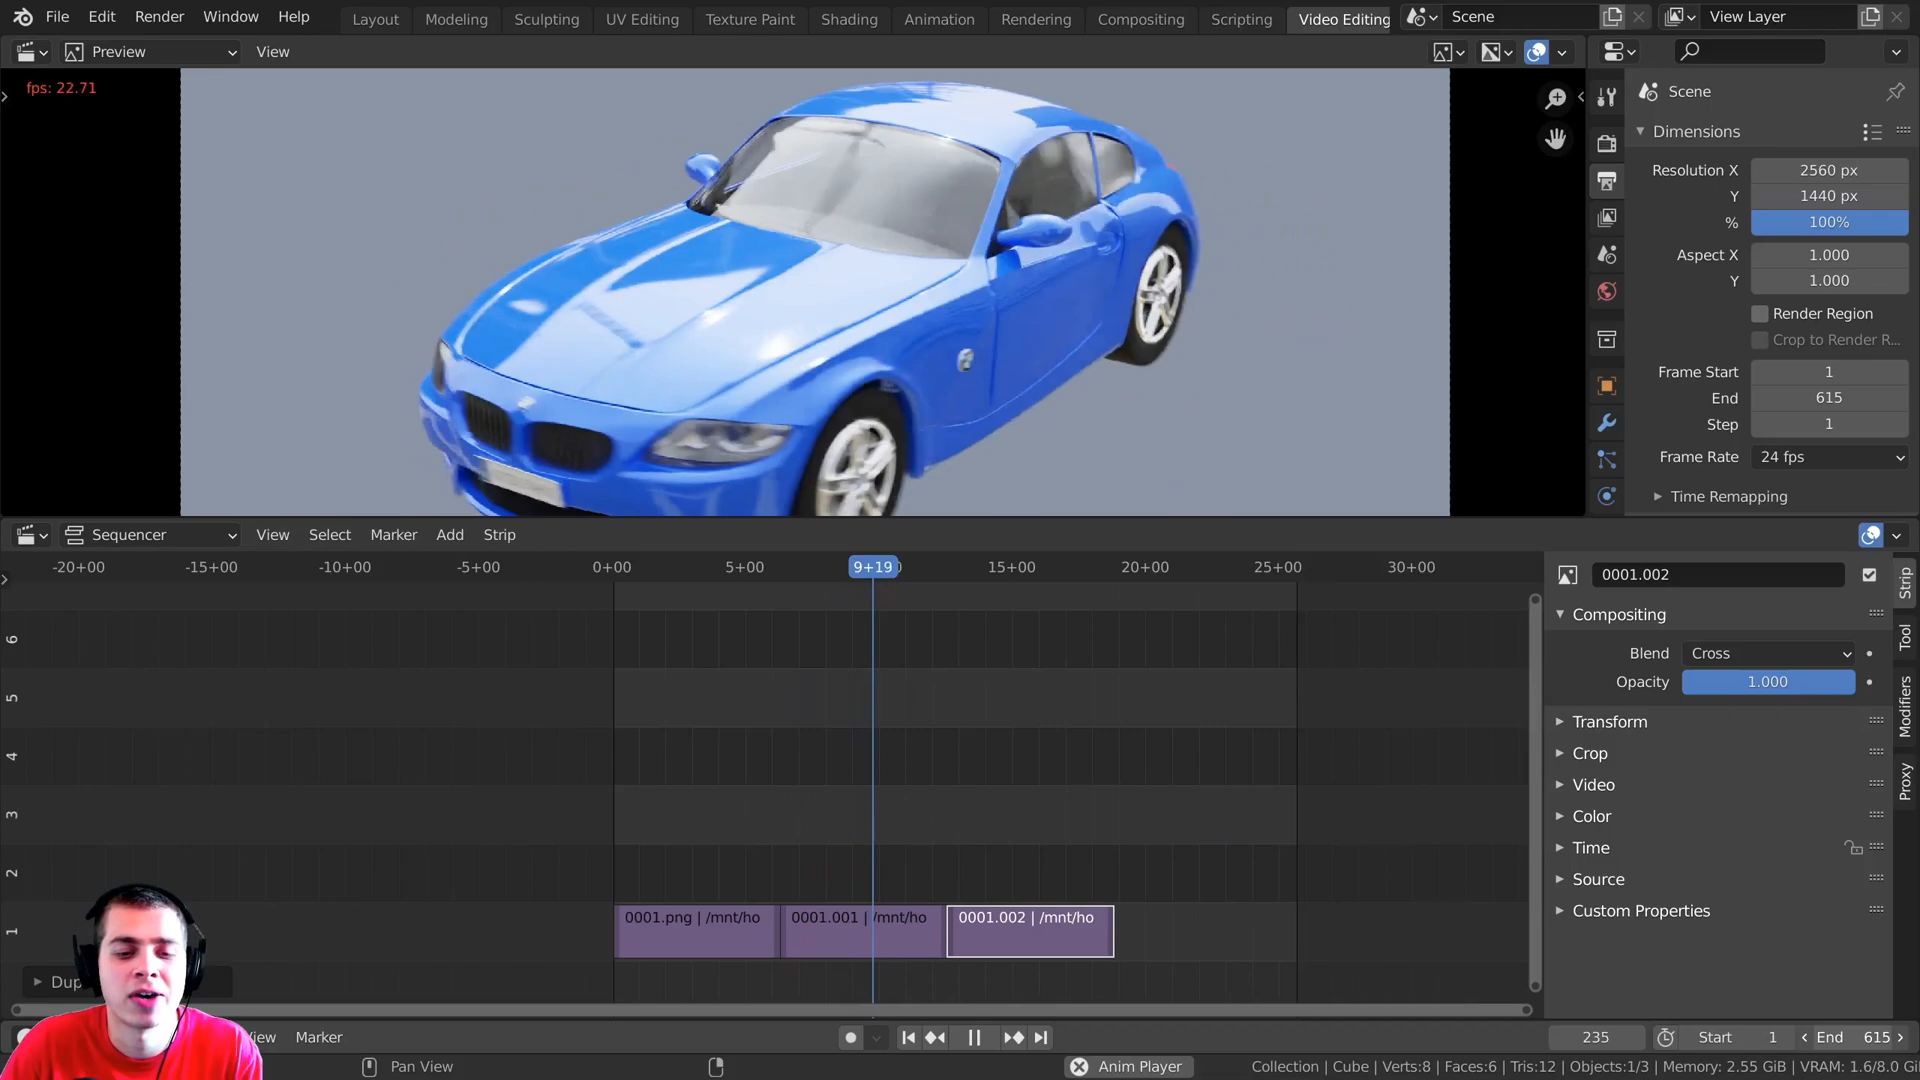 File Edit Render Window Help Layout Modeling Sculpting UV Editing Texture Paint Shading Animation Rendering Compositing Scripting Video Editing Scene View Layer
Preview View
fps: 22.71
Scene
Dimensions
Resolution X 2560 px
Y 1440 px
% 100%
Aspect X 1.000
Y 1.000
Render Region
Crop to Render R...
Frame Start 1
End 615
Step 1
Frame Rate 24 fps
Time Remapping
Sequencer View Select Marker Add Strip
-20+00 -15+00 -10+00 -5+00 0+00 5+00 9+19 15+00 20+00 25+00 30+00
0001.002
Compositing
Blend Cross
Opacity 1.000
Transform
Crop
Video
Color
Time
Source
Custom Properties
Strip
Tool
Modifiers
Proxy
6
5
4
3
2
1
0001.png | /mnt/ho 0001.001 | /mnt/ho 0001.002 | /mnt/ho
Marker 235 Start 1 End 615
Pan View Anim Player Collection | Cube | Verts:8 | Faces:6 | Tris:12 | Objects:1/3 | Memory: 2.55 GiB | VRAM: 1.6/8.0 Gi